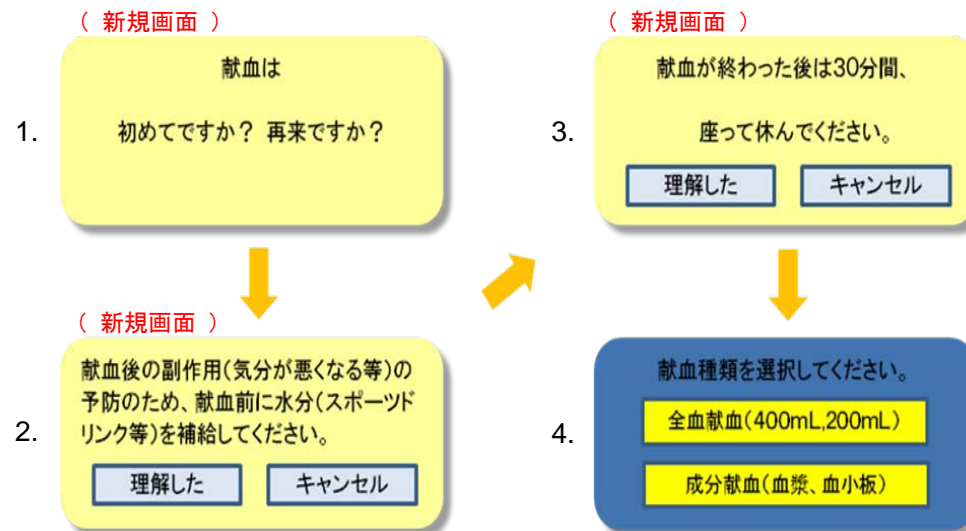 ( 新規画面 )
1.
献血は
初めてですか? 再来ですか?
( 新規画面 )
2.
献血後の副作用(気分が悪くなる等)の
予防のため、献血前に水分(スポーツド
リンク等)を補給してください。
理解した
キャンセル
( 新規画面 )
3.
献血が終わった後は30分間、
座って休んでください。
理解した
キャンセル
4.
献血種類を選択してください。
全血献血(400mL,200mL)
成分献血(血漿、血小板)